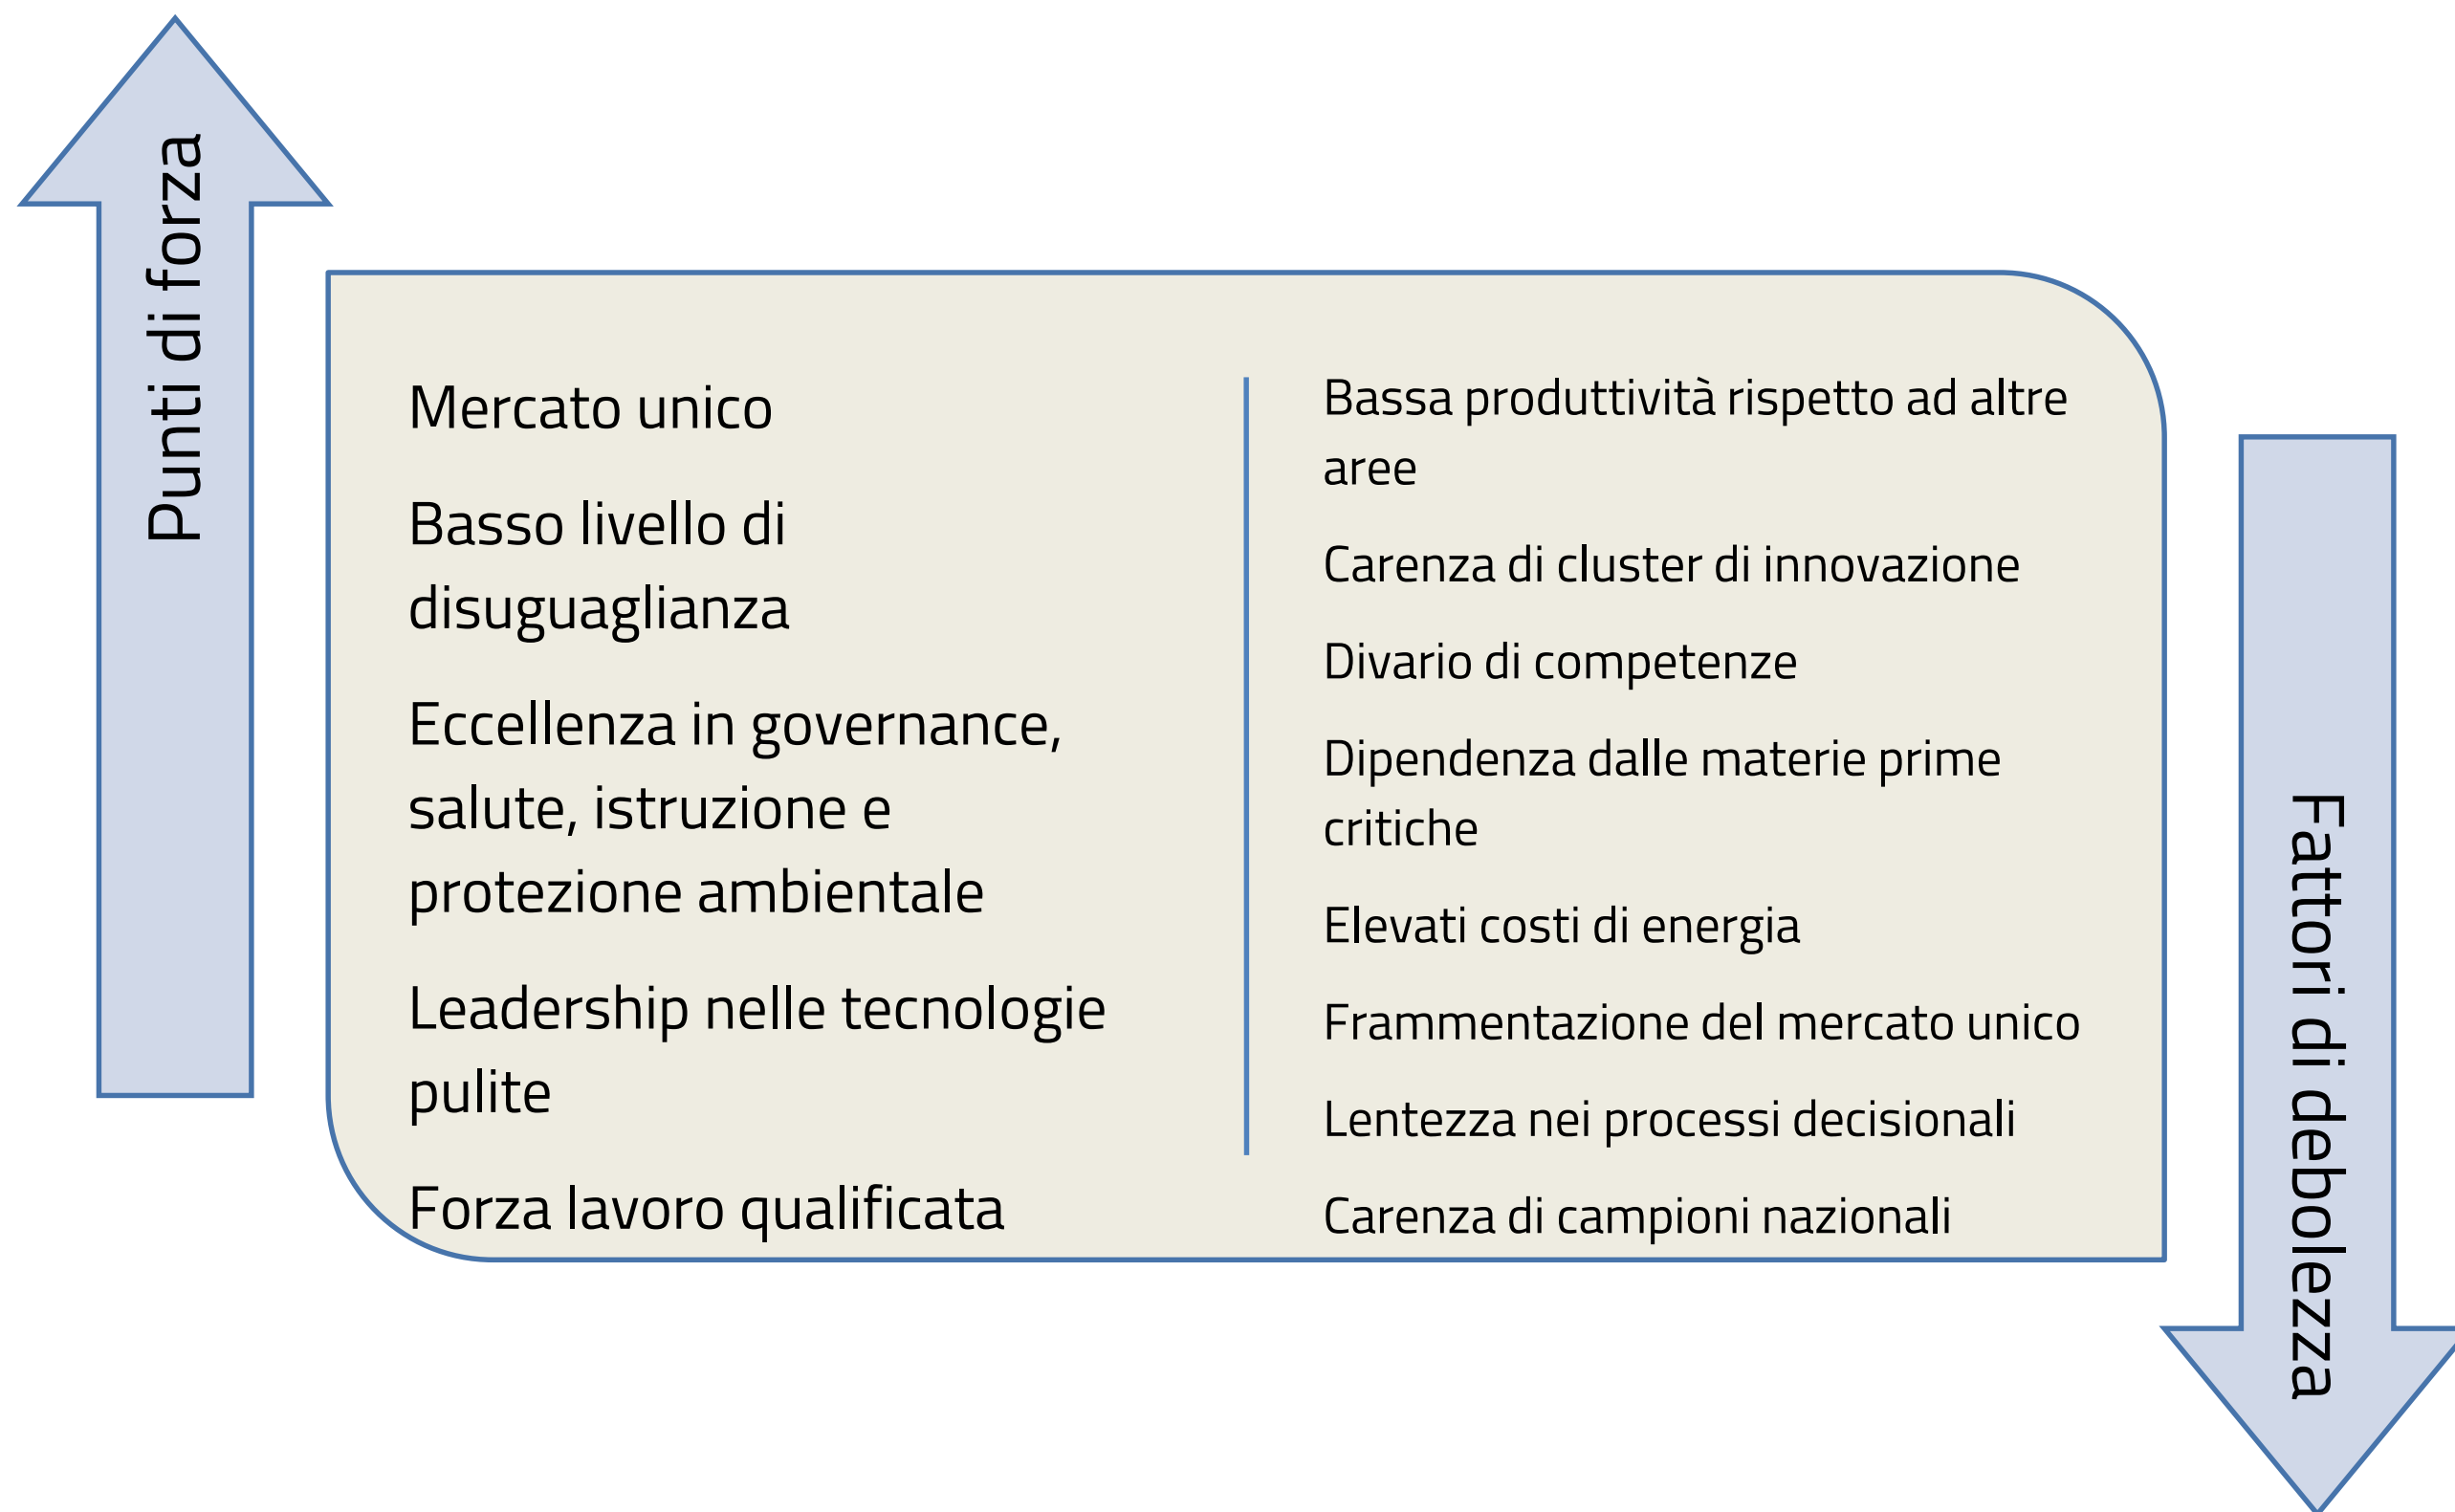 Punti di forza
Mercato unico
Basso livello di
disuguaglianza
Eccellenza in governance,
salute, istruzione e
protezione ambientale
Leadership nelle tecnologie
pulite
Forza lavoro qualificata
Bassa produttività rispetto ad altre
aree
Carenza di cluster di innovazione
Divario di competenze
Dipendenza dalle materie prime
critiche
Elevati costi di energia
Frammentazione del mercato unico
Lentezza nei processi decisionali
Carenza di campioni nazionali
Fattori di debolezza